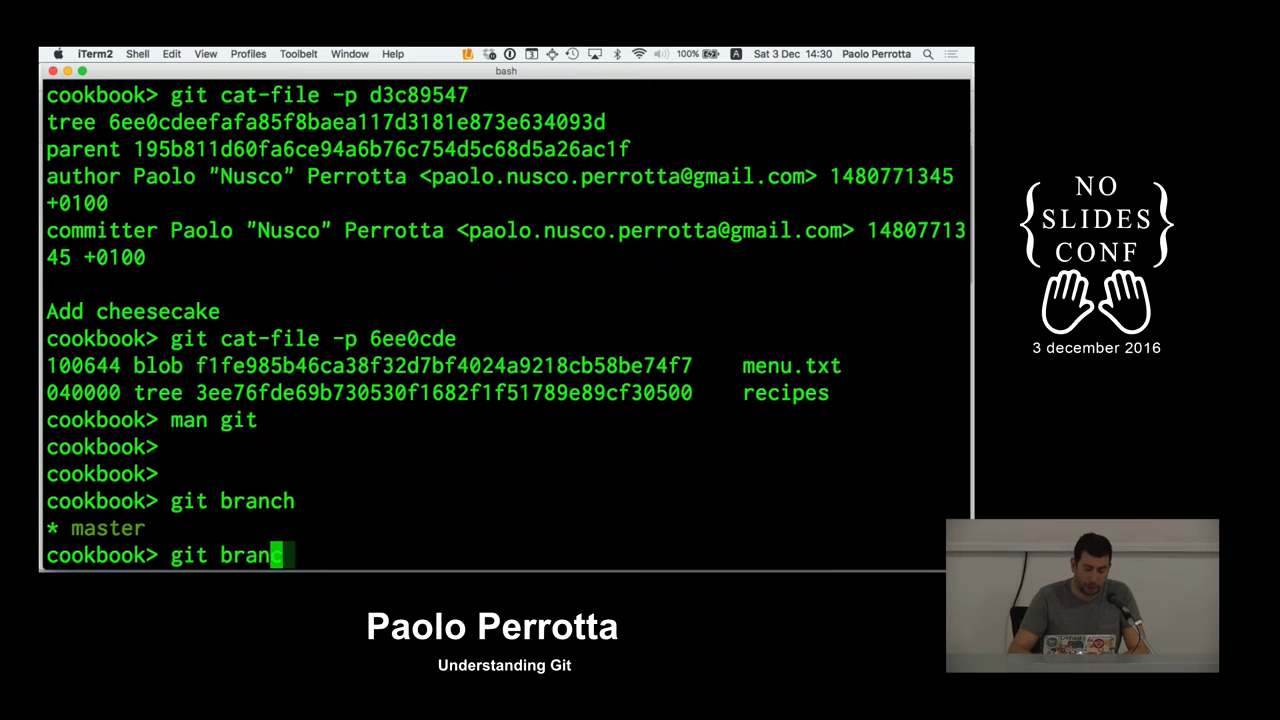 iTerm2 Shell Edit View Profiles Toolbelt Window Help 100% Sat 3 Dec 14:30 Paolo Perrotta
bash
cookbook> git cat-file -p d3c89547
tree 6ee0cdeefafa85f8baea117d3181e873e634093d
parent 195b811d60fa6ce94a6b76c754d5c68d5a26ac1f
author Paolo "Nusco" Perrotta <paolo.nusco.perrotta@gmail.com> 1480771345
+0100
committer Paolo "Nusco" Perrotta <paolo.nusco.perrotta@gmail.com> 14807713
45 +0100
Add cheesecake
cookbook> git cat-file -p 6ee0cde
100644 blob f1fe985b46ca38f32d7bf4024a9218cb58be74f7 menu.txt
040000 tree 3ee76fde69b730530f1682f1f51789e89cf30500 recipes
cookbook> man git
cookbook>
cookbook>
cookbook> git branch
* master
cookbook> git branc
NO
SLIDES
CONF
3 december 2016
Paolo Perrotta
Understanding Git